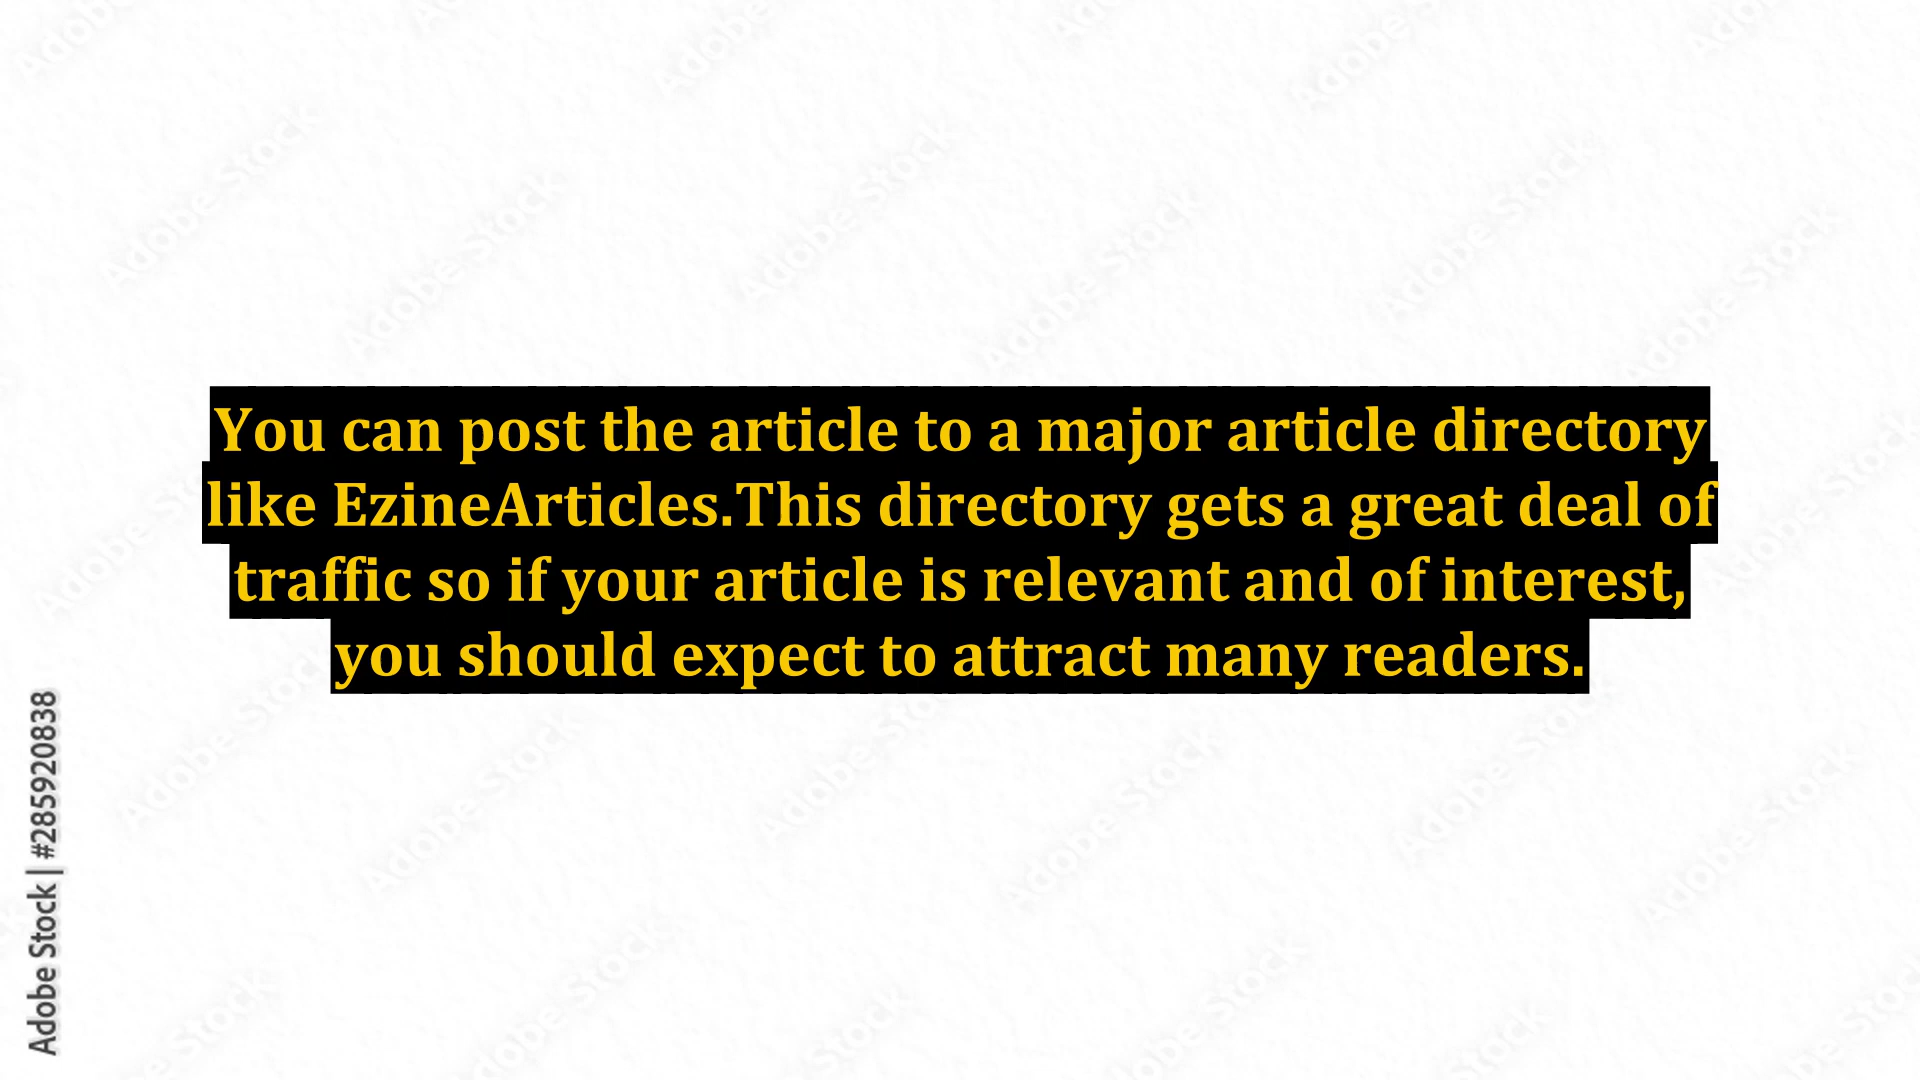 You can post the article to a major article directory
like EzineArticles.This directory gets a great deal of
traffic so if your article is relevant and of interest,
you should expect to attract many readers.
Adobe Stock | #285920838